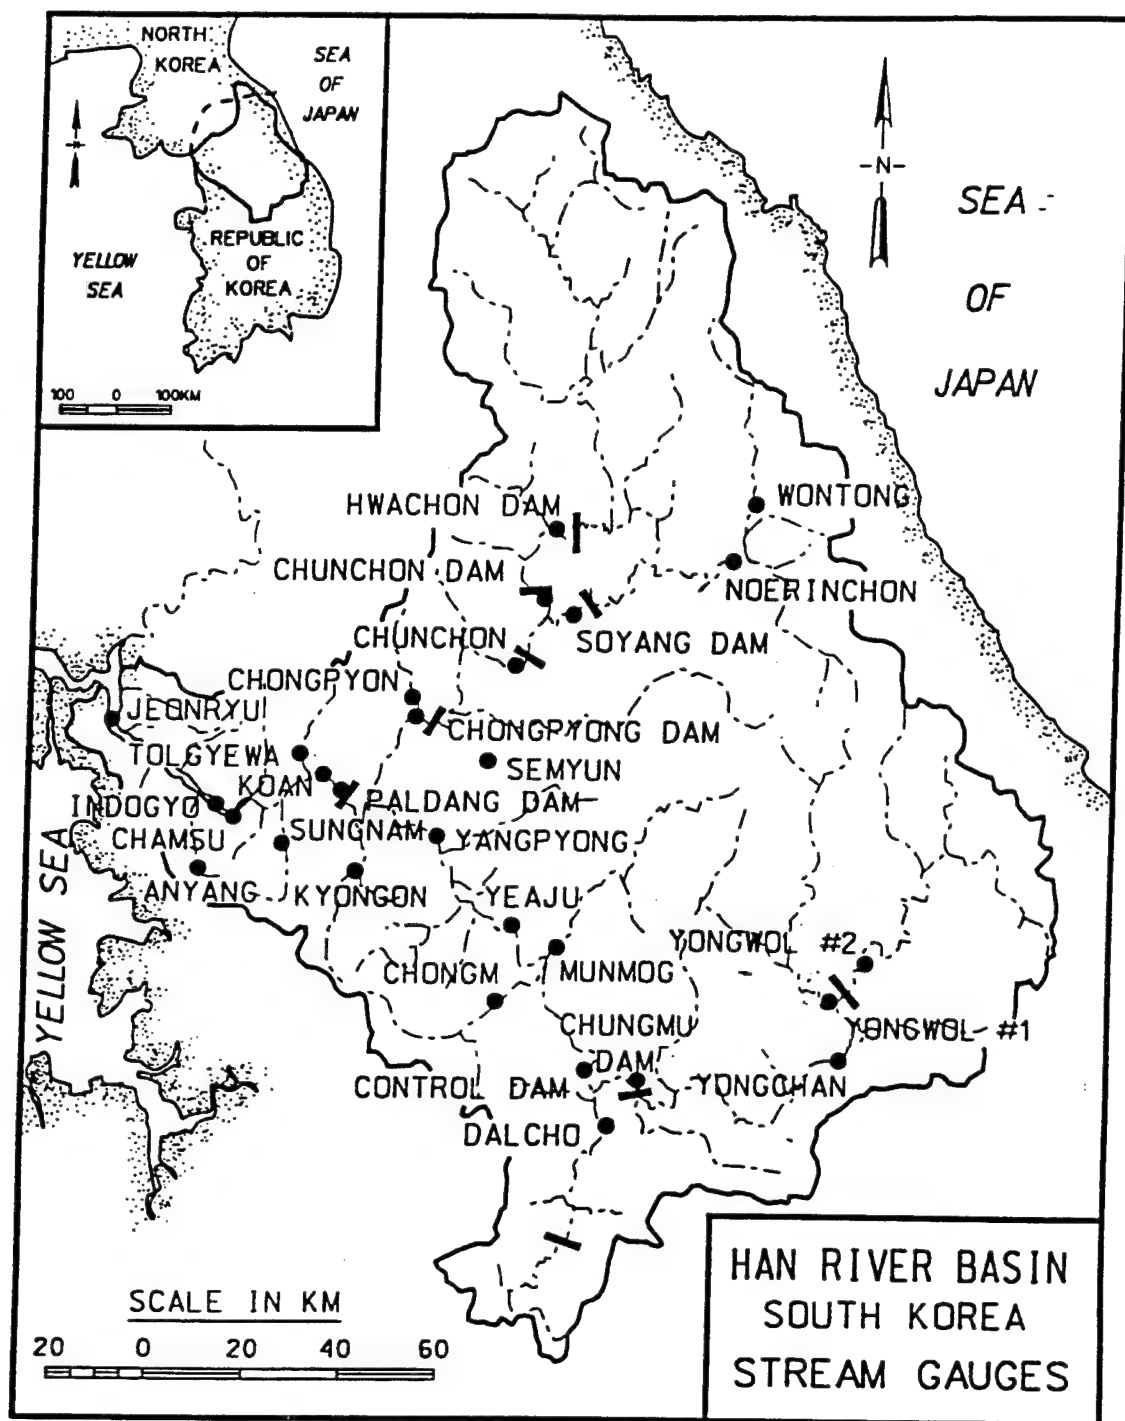 NORTH
KOREA
SEA
OF
JAPAN
N
REPUBLIC
OF
KOREA
YELLOW
SEA
100 0 100KM
-N-
SEA
OF
JAPAN
HWACHON DAM
WONTONG
CHUNCHON DAM
NOERINCHON
CHUNCHON
SOYANG DAM
CHONGPYON
JEONRYU
CHONGPYONG DAM
TOLGYEWA
SEMYUN
KOAN
INDOGYO
PALDANG DAM
CHAMSU
SUNGNAM
YANGPYONG
ANYANG
KYONGON
YEAJU
YONGWOL #2
CHONGM
MUNMOG
YELLOW SEA
CHUNGMU
DAM
YONGWOL #1
CONTROL DAM
YONGCHAN
DALCHO
HAN RIVER BASIN
SOUTH KOREA
STREAM GAUGES
SCALE IN KM
20 0 20 40 60